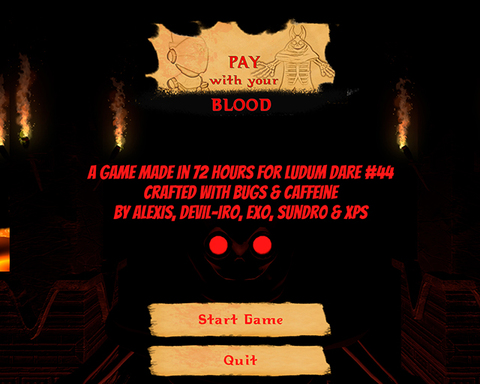 PAY
with your
BLOOD
A GAME MADE IN 72 HOURS FOR LUDUM DARE #44
CRAFTED WITH BUGS & CAFFEINE
BY ALEXIS, DEVIL-IRO, EXO, SUNDRO & XPS
Start Game
Quit